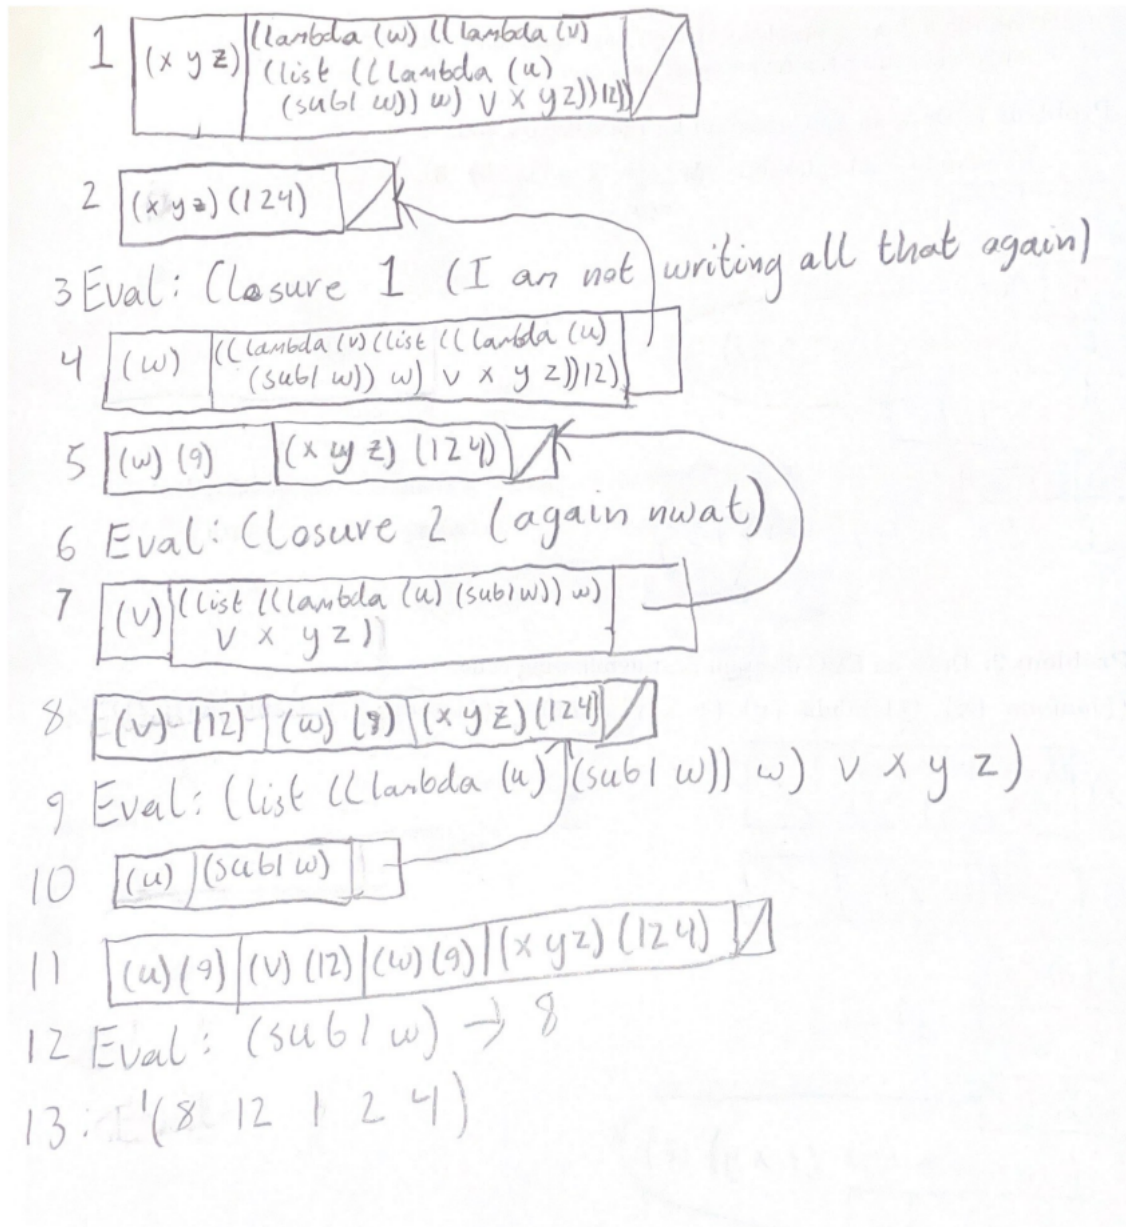 1 (x y z) (lambda (w) ((lambda (v)
(list ((lambda (u)
(sub1 w)) w) v x y z)) 12))
2 (x y z) (1 2 4)
3 Eval: Closure 1 (I am not writing all that again)
4 (w) ((lambda (v) (list ((lambda (u)
(sub1 w)) w) v x y z)) 12)
5 (w) (9) (x y z) (1 2 4)
6 Eval: Closure 2 (again nwat)
7 (v) (list ((lambda (u) (sub1 w)) w)
v x y z)
8 (v) (12) (w) (9) (x y z) (1 2 4)
9 Eval: (list ((lambda (u) (sub1 w)) w) v x y z)
10 (u) (sub1 w)
11 (u) (9) (v) (12) (w) (9) (x y z) (1 2 4)
12 Eval: (sub1 w) → 8
13: '(8 12 1 2 4)